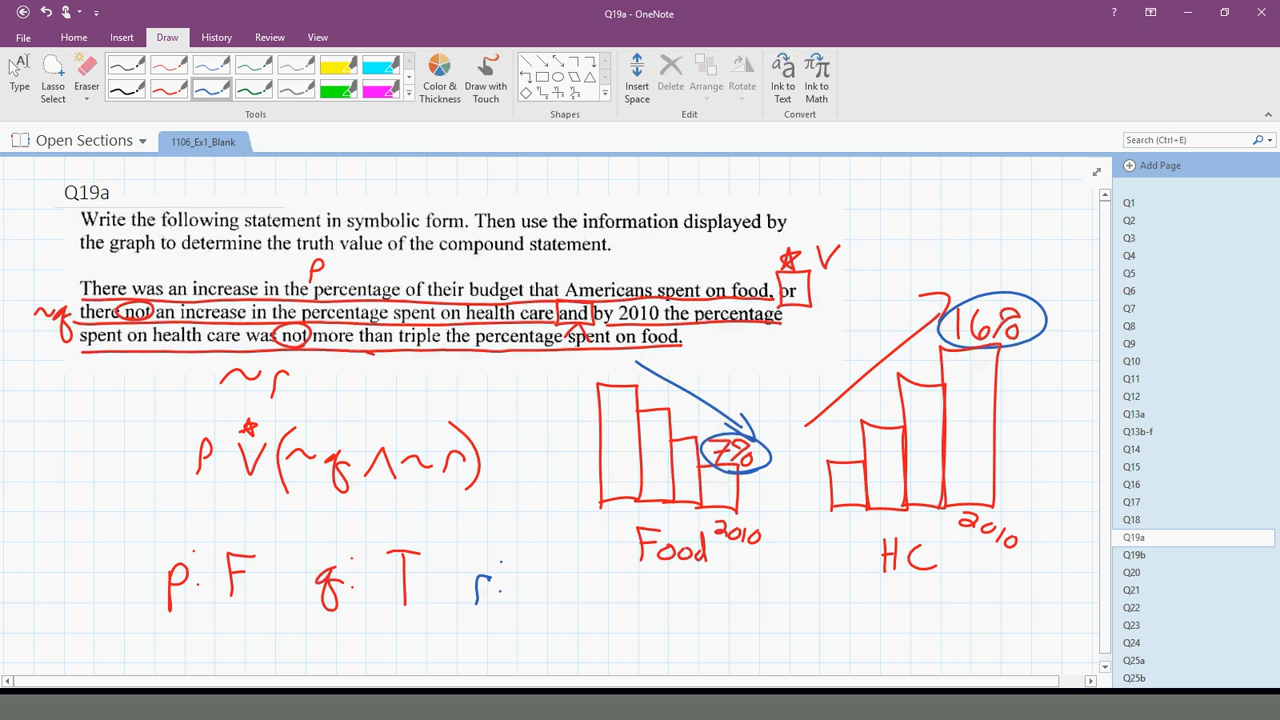 Q19a - OneNote
?
File Home Insert Draw History Review View
Type
Lasso Select
Eraser
Color & Thickness
Draw with Touch
Insert Space
Delete
Arrange
Rotate
Ink to Text
Ink to Math
Tools Shapes Edit Convert
Open Sections
1106_Ex1_Blank
Search (Ctrl+E)
Add Page
Q19a
Write the following statement in symbolic form. Then use the information displayed by
the graph to determine the truth value of the compound statement.
p V
There was an increase in the percentage of their budget that Americans spent on food, or
~q there not an increase in the percentage spent on health care and by 2010 the percentage
spent on health care was not more than triple the percentage spent on food.
∧
~r
16%
p V (~q ∧ ~r)
7%
Food 2010
2010
HC
p: F q: T r:
Q1
Q2
Q3
Q4
Q5
Q6
Q7
Q8
Q9
Q10
Q11
Q12
Q13a
Q13b-f
Q14
Q15
Q16
Q17
Q18
Q19a
Q19b
Q20
Q21
Q22
Q23
Q24
Q25a
Q25b